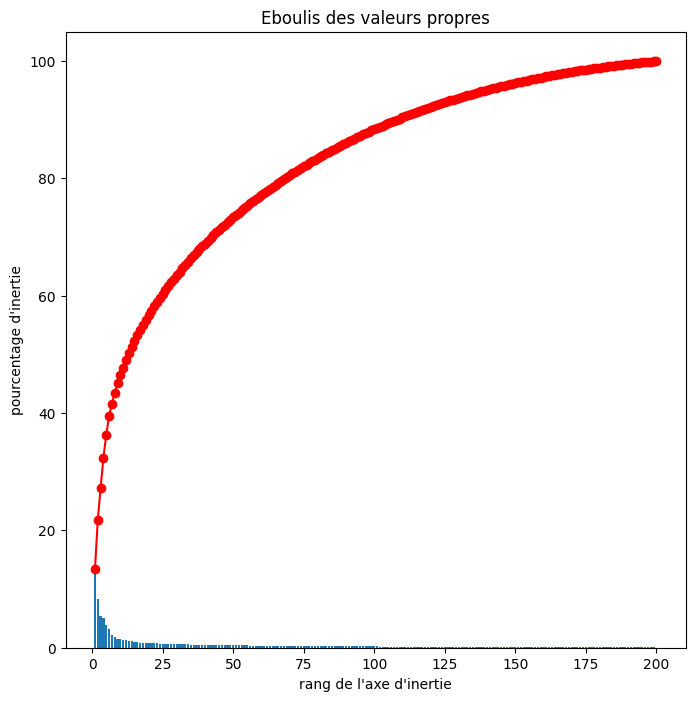 Eboulis des valeurs propres
pourcentage d'inertie
100
80
60
40
20
0
0 25 50 75 100 125 150 175 200
rang de l'axe d'inertie